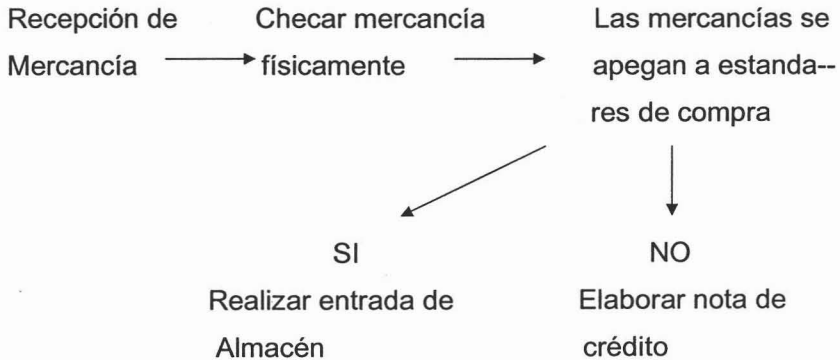 Recepción de
Mercancía
Checar mercancía
físicamente
Las mercancías se
apegan a estanda--
res de compra
SI
Realizar entrada de
Almacén
NO
Elaborar nota de
crédito